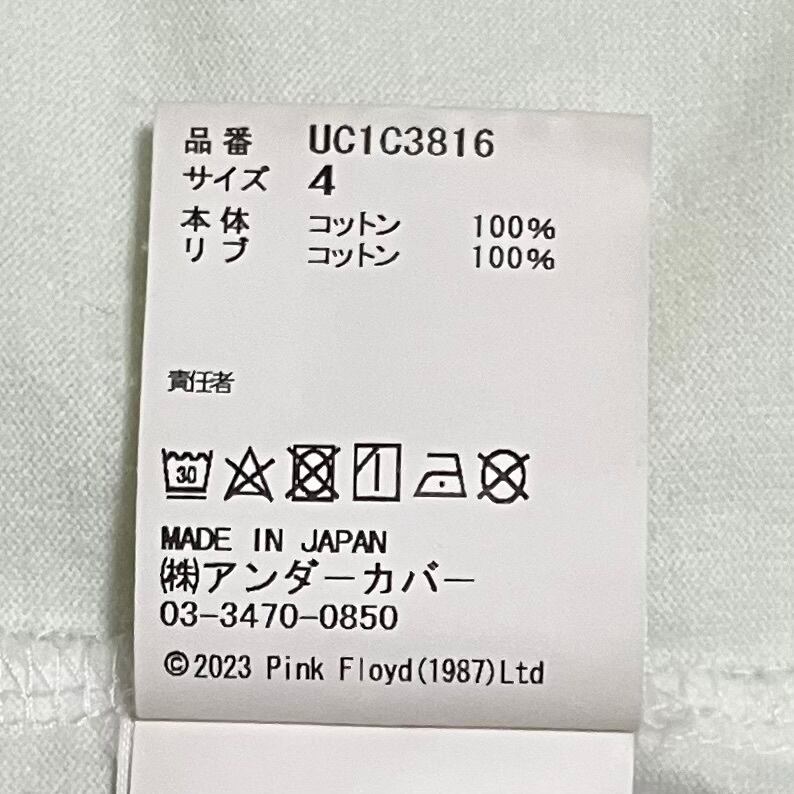 品番 UC1C3816
サイズ 4
本体 コットン 100%
リブ コットン 100%
責任者
30
MADE IN JAPAN
㈱アンダーカバー
03-3470-0850
©2023 Pink Floyd(1987)Ltd